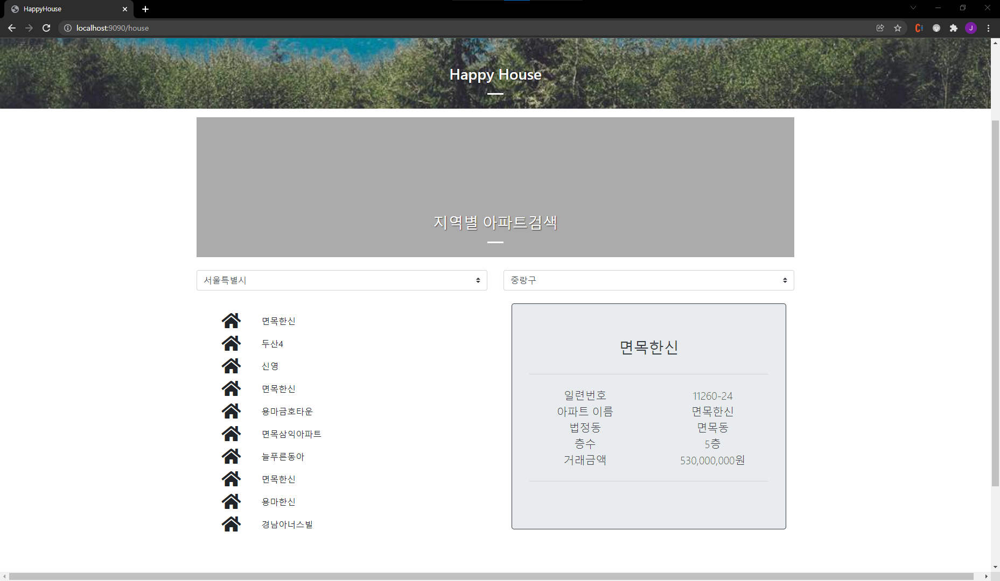 HappyHouse
localhost:9090/house
J
Happy House
지역별 아파트검색
서울특별시
중랑구
면목한신
두산4
신영
면목한신
용마금호타운
면목삼익아파트
늘푸른동아
면목한신
용마한신
경남아너스빌
면목한신
일련번호 11260-24
아파트 이름 면목한신
법정동 면목동
층수 5층
거래금액 530,000,000원